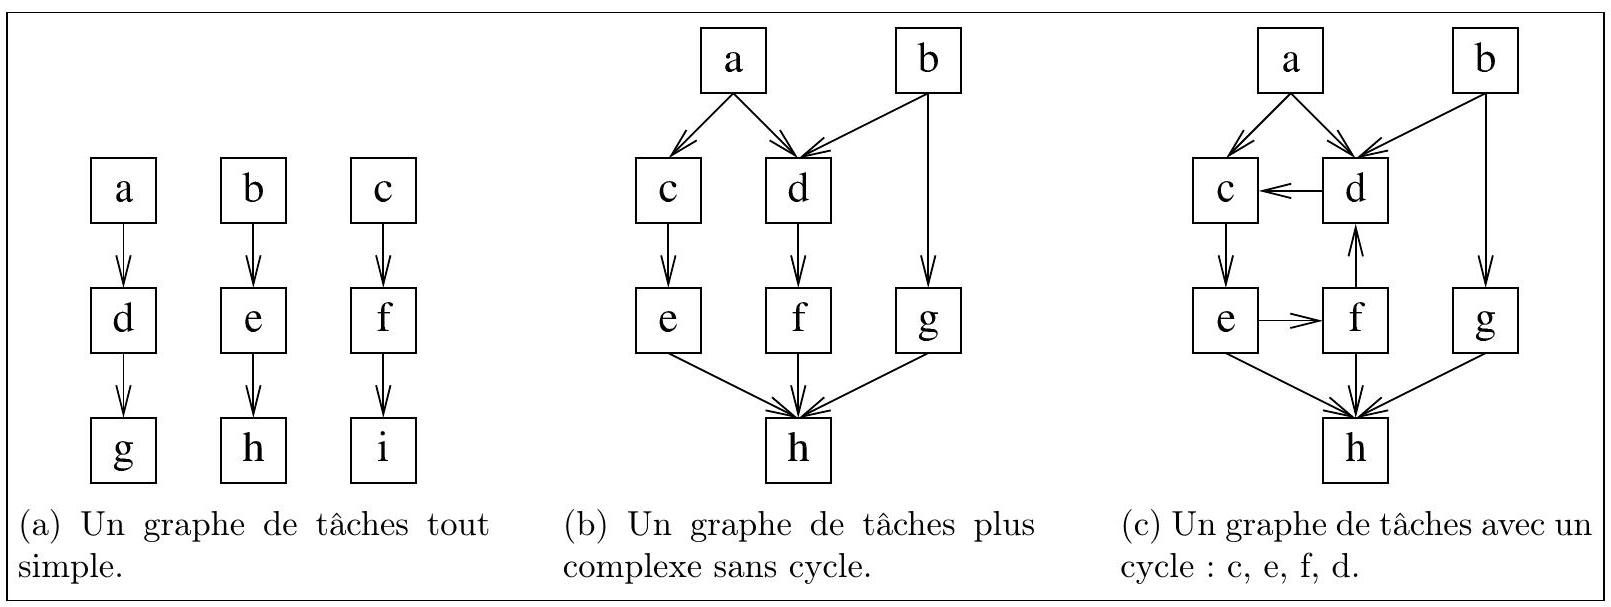 a b
a b
a b c
c d
c d
d e f
e f g
e f g
g h i
h
h
(a) Un graphe de tâches tout
simple.
(b) Un graphe de tâches plus
complexe sans cycle.
(c) Un graphe de tâches avec un
cycle : c, e, f, d.